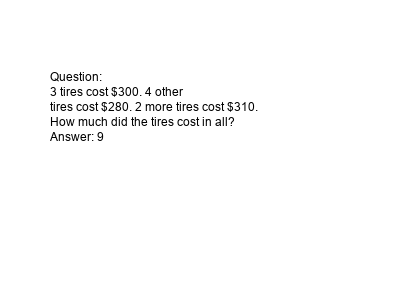 Question:
3 tires cost $300. 4 other
tires cost $280. 2 more tires cost $310.
How much did the tires cost in all?
Answer: 9